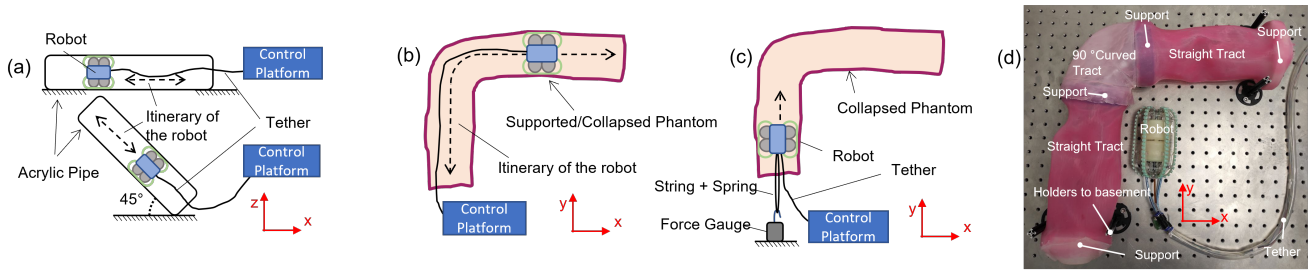 (a)
Robot
Control
Platform
Itinerary of
the robot
Tether
Acrylic Pipe
45°
Control
Platform
z
x
(b)
Supported/Collapsed Phantom
Itinerary of the robot
Control
Platform
y
x
(c)
Collapsed Phantom
Robot
Tether
String + Spring
Force Gauge
Control
Platform
y
x
(d)
Support
Support
Straight Tract
90 °Curved
Tract
Support
Robot
Straight Tract
Holders to basement
y
x
Support
Tether